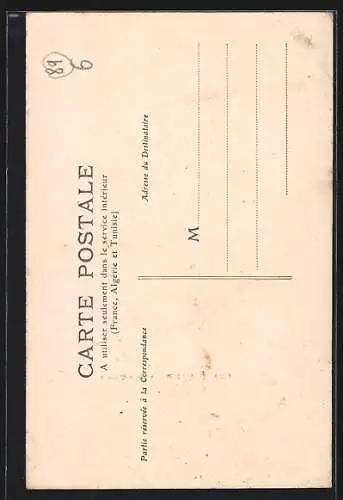 CARTE POSTALE
A utiliser seulement dans le service intérieur
(France, Algérie et Tunisie)
Partie réservée à la Correspondance
Adresse du Destinataire
M
89
6